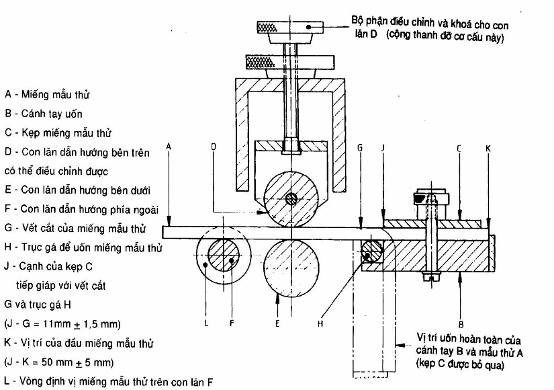 Bộ phận điều chỉnh và khoá cho con
lăn D (cộng thanh đỡ cơ cấu này)
A - Miếng mẫu thử
B - Cánh tay uốn
C - Kẹp miếng mẫu thử
D - Con lăn dẫn hướng bên trên
có thể điều chỉnh được
E - Con lăn dẫn hướng bên dưới
F - Con lăn dẫn hướng phía ngoài
G - Vết cắt của miếng mẫu thử
H - Trục gá để uốn miếng mẫu thử
J - Cạnh của kẹp C
tiếp giáp với vết cắt
G và trục gá H
(J - G = 11mm ± 1,5 mm)
K - Vị trí của đầu miếng mẫu thử
(J - K = 50 mm ± 5 mm)
L - Vòng định vị miếng mẫu thử trên con lăn F
A
D
G
J
C
K
L
F
E
H
B
Vị trí uốn hoàn toàn của
cánh tay B và mẫu thử A
(kẹp C được bỏ qua)